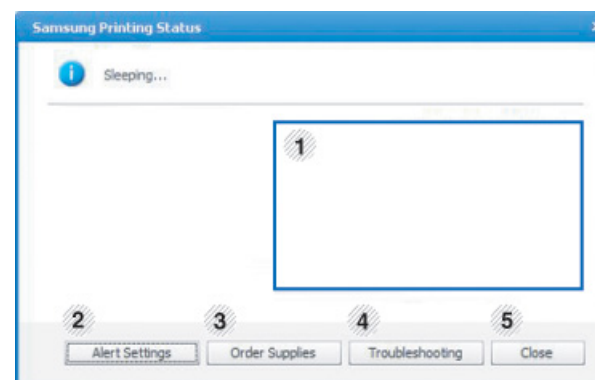 Samsung Printing Status
Sleeping...
1
2 3 4 5
Alert Settings Order Supplies Troubleshooting Close